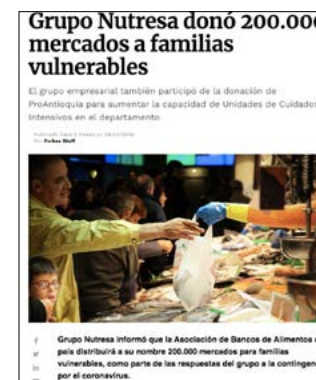 Grupo Nutresa donó 200.000
mercados a familias
vulnerables
El grupo empresarial también participó de la donación de
ProAntioquia para aumentar la capacidad de Unidades de Cuidados
Intensivos en el departamento
Por Forbes Staff
Grupo Nutresa informó que la Asociación de Bancos de Alimentos
país distribuirá a su nombre 200.000 mercados para familias
vulnerables, como parte de las respuestas del grupo a la
por el coronavirus.